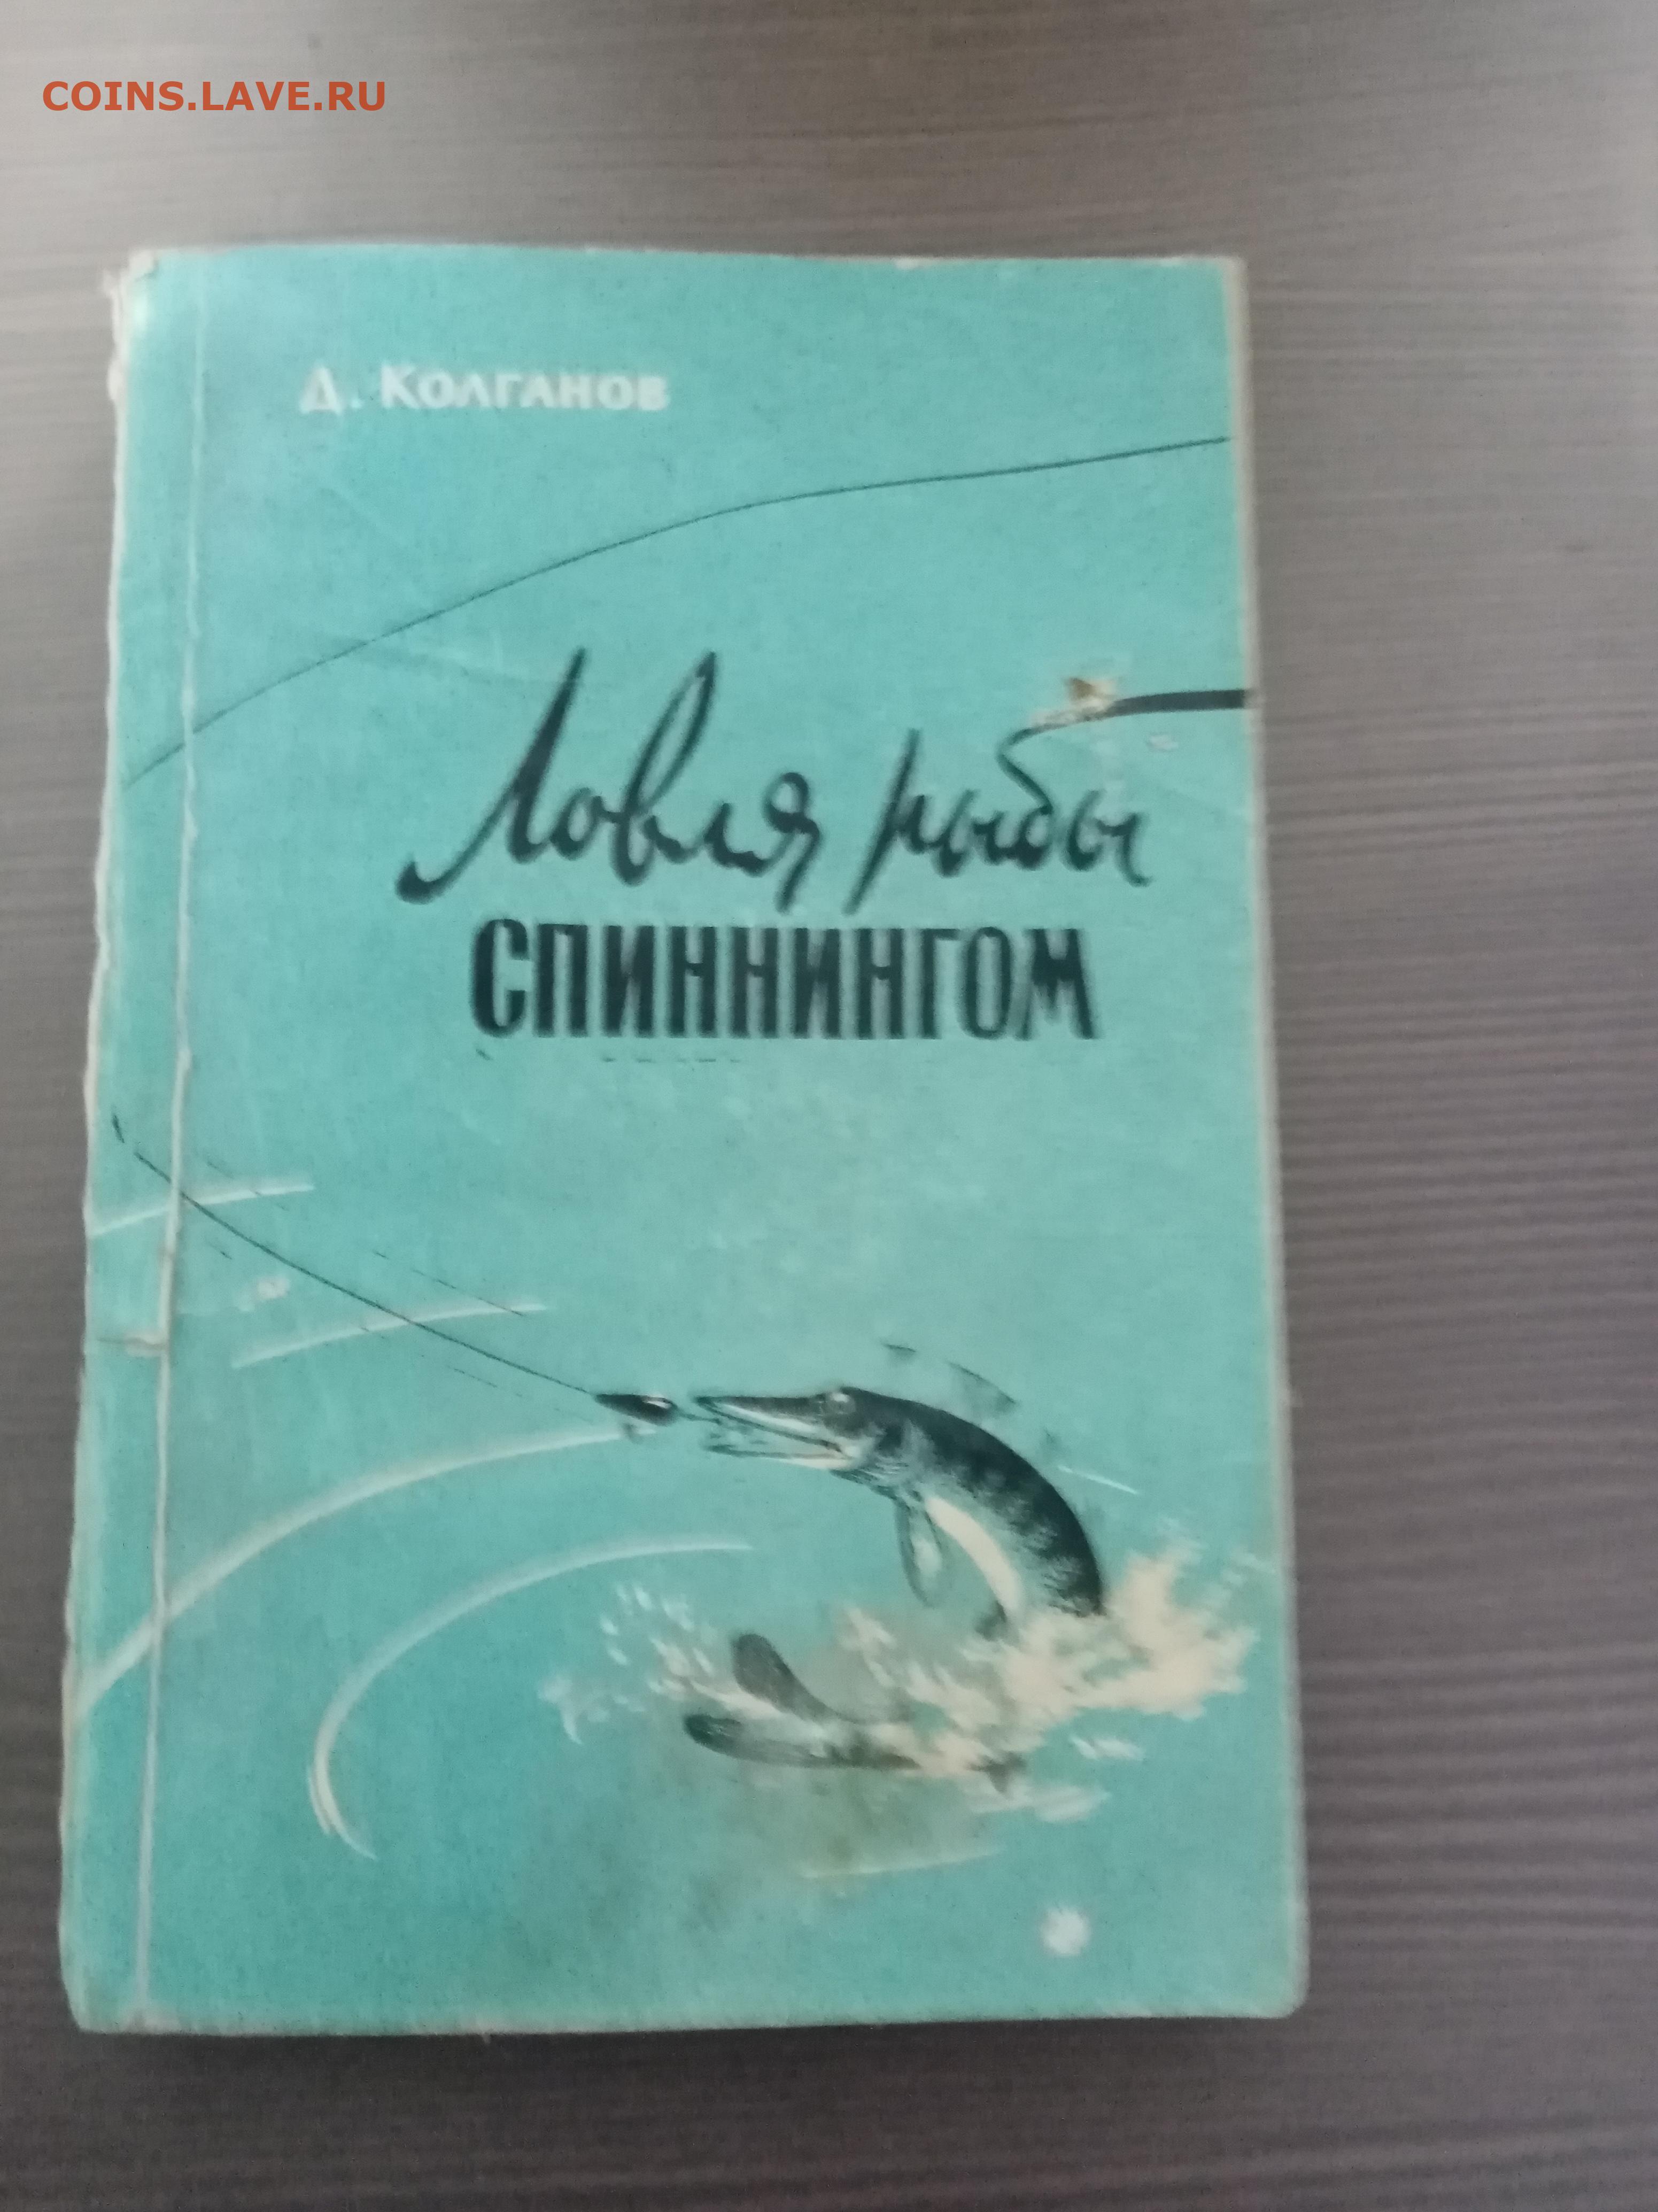 COINS.LAVE.RU
Д. Колганов
Ловля рыбы
СПИННИНГОМ